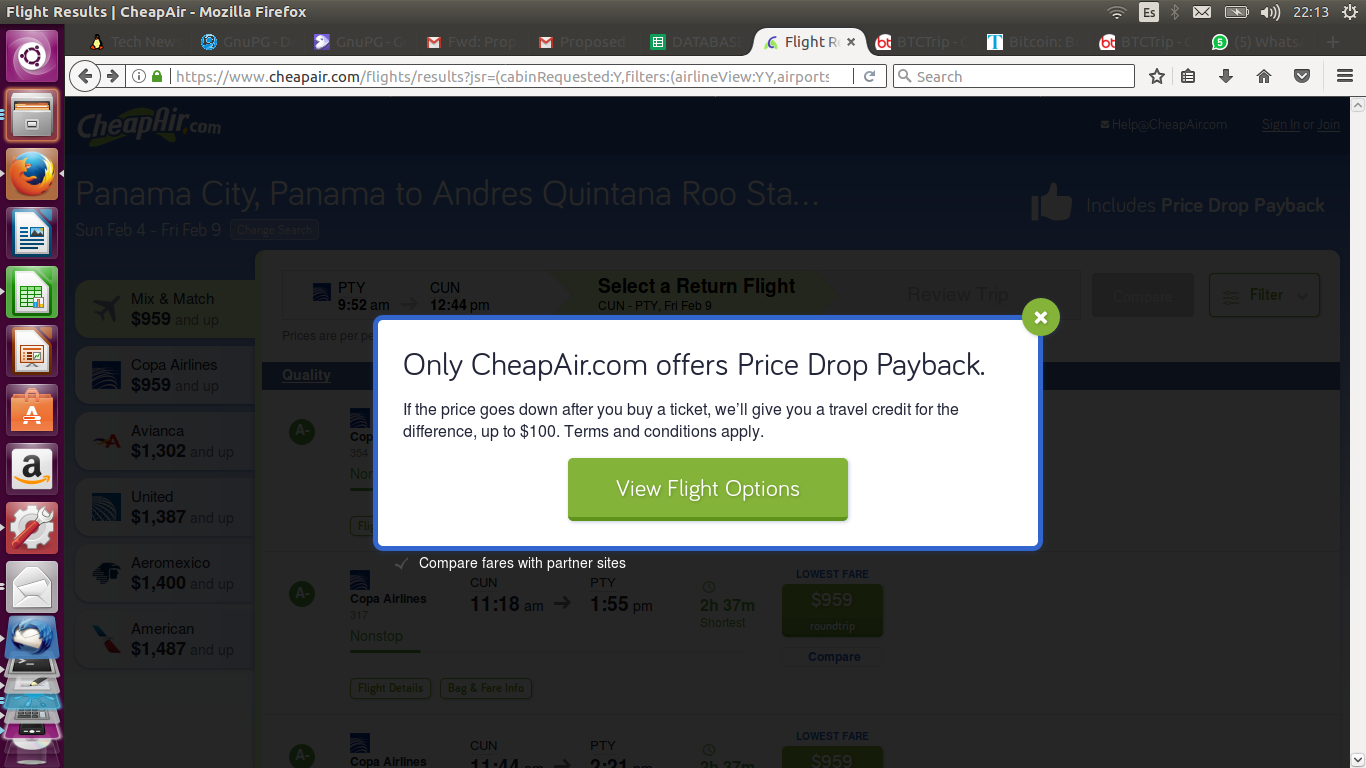 Flight Results | CheapAir - Mozilla Firefox
Es
22:13
Tech New
GnuPG - D
GnuPG - G
Fwd: Pro
Proposed
DATABAS
Flight R
BTCTrip -
Bitcoin: B
BTCTrip -
(5) Whats
https://www.cheapair.com/flights/results?jsr=(cabinRequested:Y,filters:(airlineView:YY,airports
Search
CheapAir.com
Help@CheapAir.com
Sign In or Join
Panama City, Panama to Andres Quintana Roo Sta...
Includes Price Drop Payback
Sun Feb 4 - Fri Feb 9
Change Search
PTY
9:52 am
CUN
12:44 pm
Select a Return Flight
CUN - PTY, Fri Feb 9
Review Trip
Compare
Filter
Mix & Match
$959 and up
Copa Airlines
$959 and up
Avianca
$1,302 and up
United
$1,387 and up
Aeromexico
$1,400 and up
American
$1,487 and up
Prices are per pe
Quality
Only CheapAir.com offers Price Drop Payback.
If the price goes down after you buy a ticket, we'll give you a travel credit for the
difference, up to $100. Terms and conditions apply.
View Flight Options
Compare fares with partner sites
A-
Cop
354
Non
Flig
A-
Copa Airlines
317
Nonstop
CUN
11:18 am
PTY
1:55 pm
2h 37m
Shortest
LOWEST FARE
$959
roundtrip
Compare
Flight Details
Bag & Fare Info
A-
Copa Airlines
CUN
11:44 am
PTY
2:21 pm
2h 37m
LOWEST FARE
$959